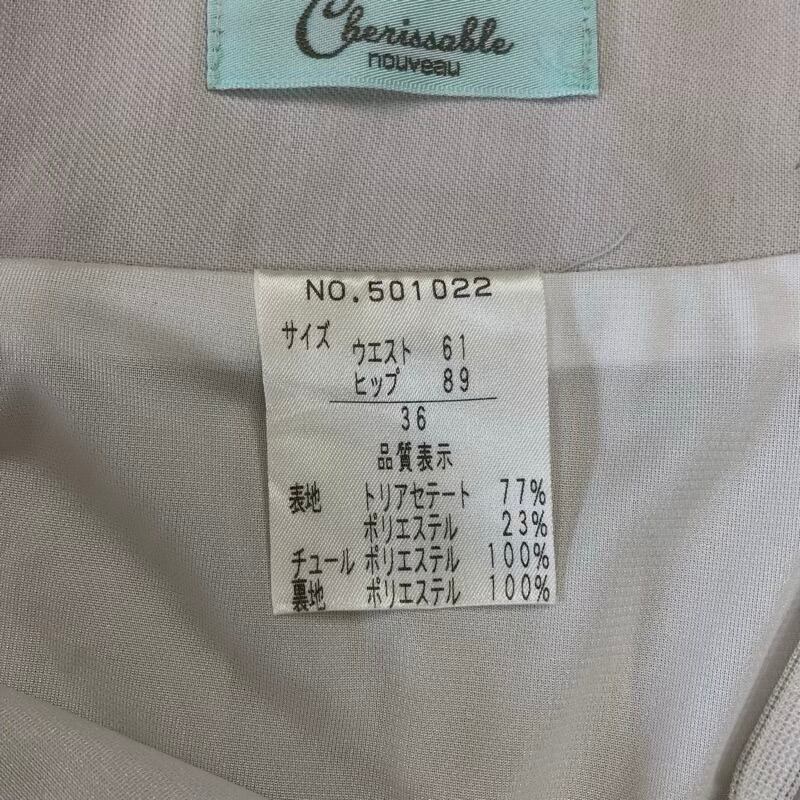 Cherissable
nouveau
NO.501022
サイズ
ウエスト 61
ヒップ 89
36
品質表示
表地 トリアセテート 77%
ポリエステル 23%
チュール ポリエステル 100%
裏地 ポリエステル 100%